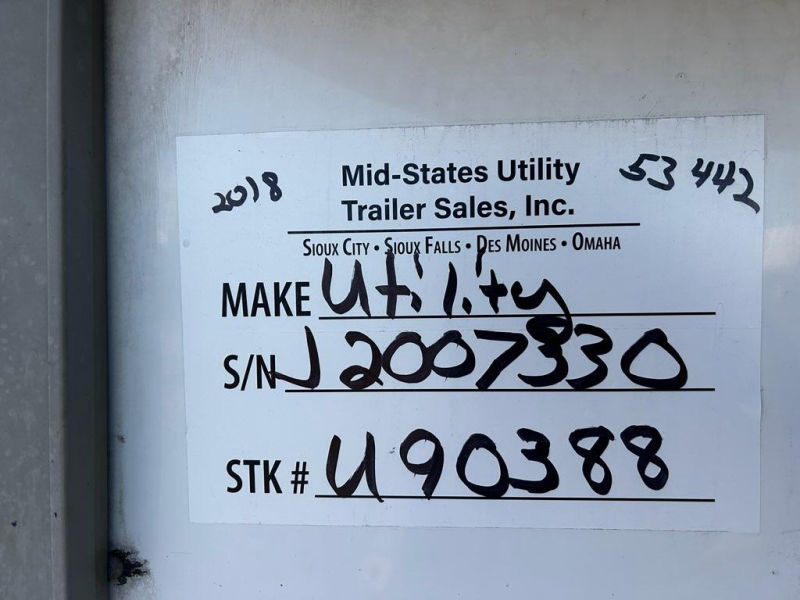 2018
53 442
Mid-States Utility
Trailer Sales, Inc.
SIOUX CITY • SIOUX FALLS • DES MOINES • OMAHA
MAKE Utility
S/N J2007330
STK # U90388